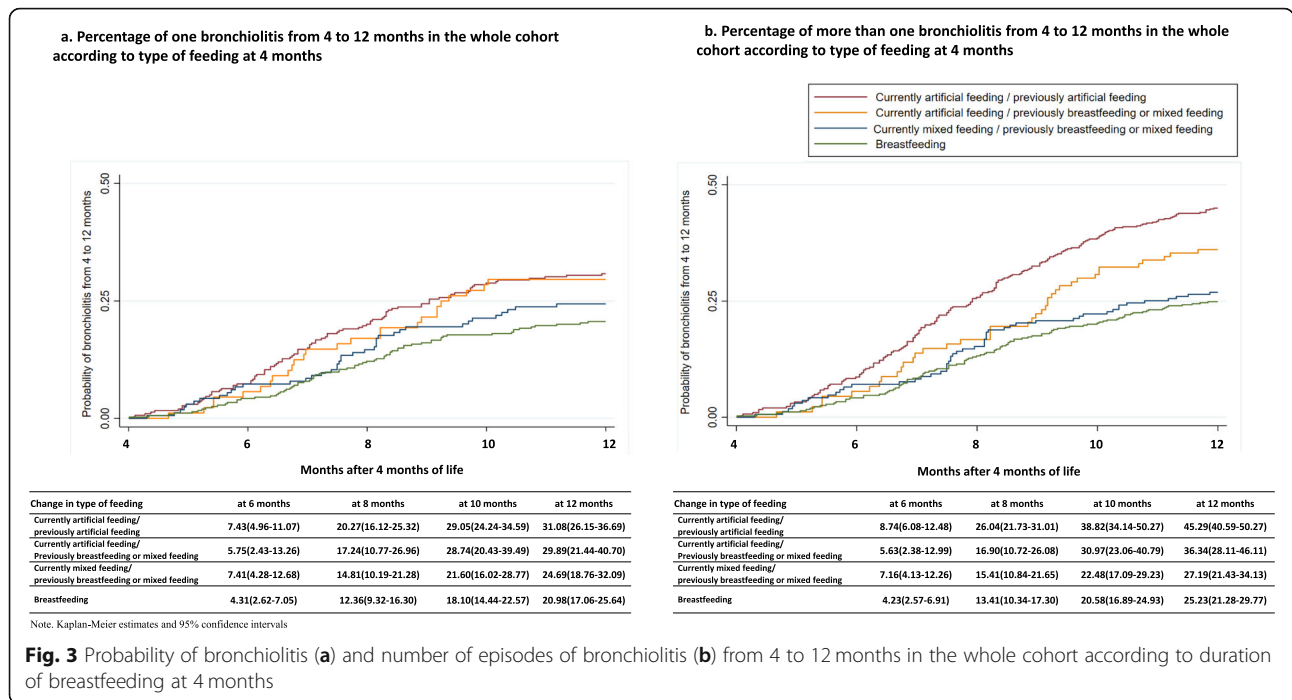 a. Percentage of one bronchiolitis from 4 to 12 months in the whole cohort
according to type of feeding at 4 months
b. Percentage of more than one bronchiolitis from 4 to 12 months in the whole
cohort according to type of feeding at 4 months
Currently artificial feeding / previously artificial feeding
Currently artificial feeding / previously breastfeeding or mixed feeding
Currently mixed feeding / previously breastfeeding or mixed feeding
Breastfeeding
Probability of bronchiolitis from 4 to 12 months
0.50
0.25
0.00
4 6 8 10 12
Months after 4 months of life
Probability of bronchiolitis from 4 to 12 months
0.50
0.25
0.00
4 6 8 10 12
Months after 4 months of life
Change in type of feeding at 6 months at 8 months at 10 months at 12 months
Currently artificial feeding/
previously artificial feeding 7.43(4.96-11.07) 20.27(16.12-25.32) 29.05(24.24-34.59) 31.08(26.15-36.69)
Currently artificial feeding/
Previously breastfeeding or mixed feeding 5.75(2.43-13.26) 17.24(10.77-26.96) 28.74(20.43-39.49) 29.89(21.44-40.70)
Currently mixed feeding/
previously breastfeeding or mixed feeding 7.41(4.28-12.68) 14.81(10.19-21.28) 21.60(16.02-28.77) 24.69(18.76-32.09)
Breastfeeding 4.31(2.62-7.05) 12.36(9.32-16.30) 18.10(14.44-22.57) 20.98(17.06-25.64)
Change in type of feeding at 6 months at 8 months at 10 months at 12 months
Currently artificial feeding/
previously artificial feeding 8.74(6.08-12.48) 26.04(21.73-31.01) 38.82(34.14-50.27) 45.29(40.59-50.27)
Currently artificial feeding/
Previously breastfeeding or mixed feeding 5.63(2.38-12.99) 16.90(10.72-26.08) 30.97(23.06-40.79) 36.34(28.11-46.11)
Currently mixed feeding/
previously breastfeeding or mixed feeding 7.16(4.13-12.26) 15.41(10.84-21.65) 22.48(17.09-29.23) 27.19(21.43-34.13)
Breastfeeding 4.23(2.57-6.91) 13.41(10.34-17.30) 20.58(16.89-24.93) 25.23(21.28-29.77)
Note. Kaplan-Meier estimates and 95% confidence intervals
Fig. 3 Probability of bronchiolitis (a) and number of episodes of bronchiolitis (b) from 4 to 12 months in the whole cohort according to duration
of breastfeeding at 4 months